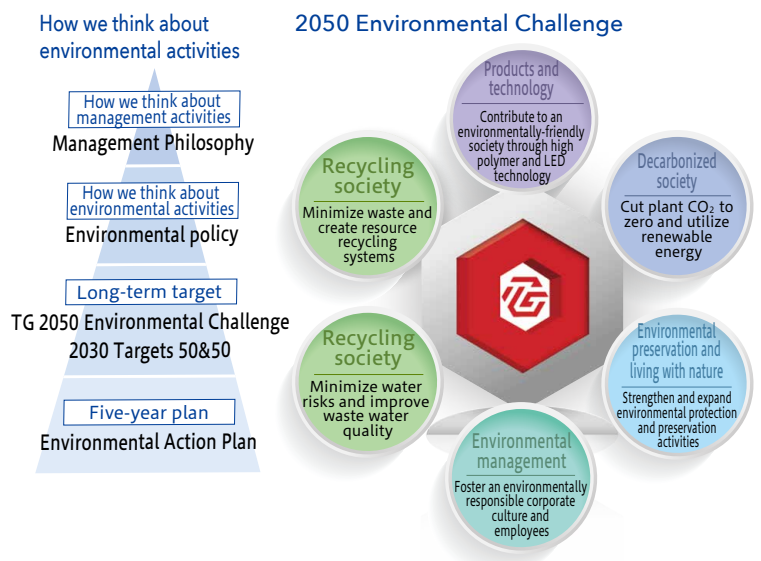 How we think about
environmental activities
How we think about
management activities
Management Philosophy
How we think about
environmental activities
Environmental policy
Long-term target
TG 2050 Environmental Challenge
2030 Targets 50&50
Five-year plan
Environmental Action Plan
2050 Environmental Challenge
Products and
technology
Contribute to an
environmentally-friendly
society through high
polymer and LED
technology
Recycling
society
Minimize waste and
create resource
recycling
systems
Decarbonized
society
Cut plant CO₂ to
zero and utilize
renewable
energy
TG
Recycling
society
Minimize water
risks and improve
waste water
quality
Environmental
preservation and
living with nature
Strengthen and expand
environmental protection
and preservation
activities
Environmental
management
Foster an environmentally
responsible corporate
culture and
employees